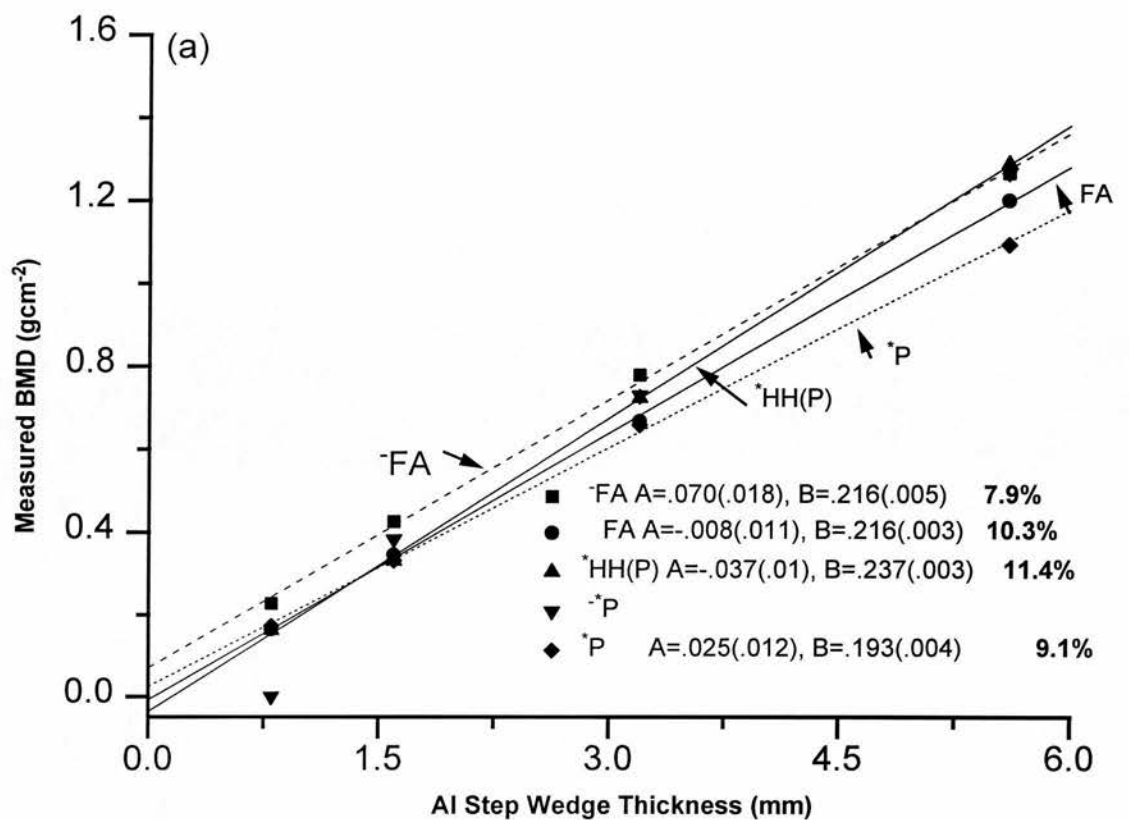 (a)
1.6
1.2
0.8
0.4
0.0
Measured BMD (gcm-2)
FA
*P
*HH(P)
-FA
-FA A=.070(.018), B=.216(.005) 7.9%
FA A=-.008(.011), B=.216(.003) 10.3%
*HH(P) A=-.037(.01), B=.237(.003) 11.4%
-*P
*P A=.025(.012), B=.193(.004) 9.1%
0.0 1.5 3.0 4.5 6.0
Al Step Wedge Thickness (mm)